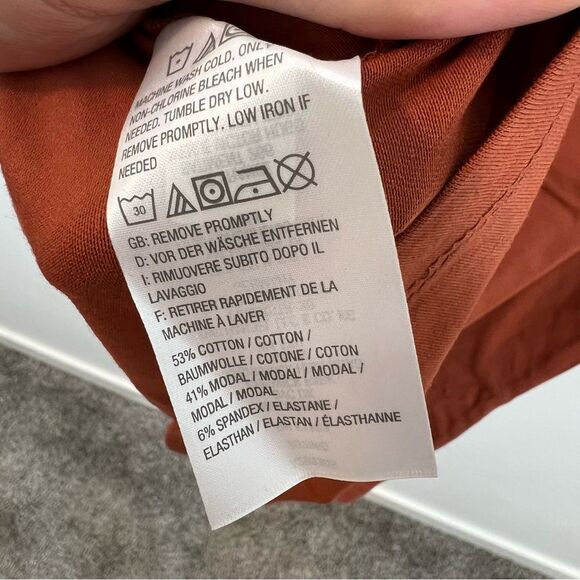 MACHINE WASH COLD. ONLY
NON-CHLORINE BLEACH WHEN
NEEDED. TUMBLE DRY LOW.
REMOVE PROMPTLY. LOW IRON IF
NEEDED
30
GB: REMOVE PROMPTLY
D: VOR DER WÄSCHE ENTFERNEN
I: RIMUOVERE SUBITO DOPO IL
LAVAGGIO
F: RETIRER RAPIDEMENT DE LA
MACHINE À LAVER
53% COTTON / COTTON /
BAUMWOLLE / COTONE / COTON
41% MODAL / MODAL / MODAL /
MODAL / MODAL
6% SPANDEX / ELASTANE /
ELASTHAN / ELASTAN / ÉLASTHANNE